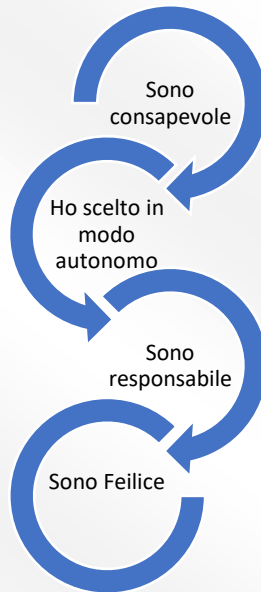 Sono
consapevole
Ho scelto in
modo
autonomo
Sono
responsabile
Sono Feilice